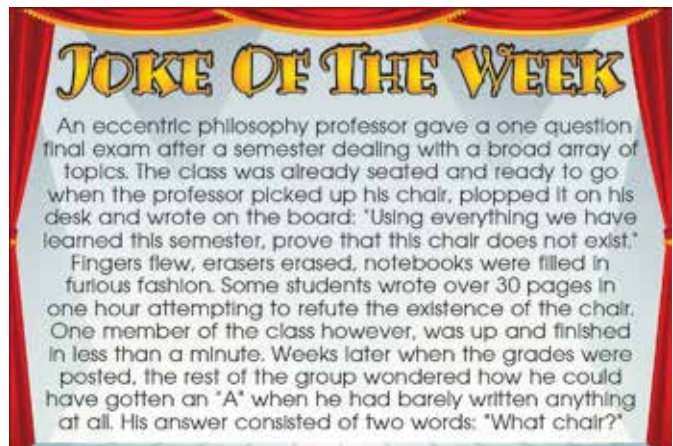 JOKE OF THE WEEK
An eccentric philosophy professor gave a one question
final exam after a semester dealing with a broad array of
topics. The class was already seated and ready to go
when the professor picked up his chair, plopped it on his
desk and wrote on the board: "Using everything we have
learned this semester, prove that this chair does not exist."
Fingers flew, erasers erased, notebooks were filled in
furious fashion. Some students wrote over 30 pages in
one hour attempting to refute the existence of the chair.
One member of the class however, was up and finished
in less than a minute. Weeks later when the grades were
posted, the rest of the group wondered how he could
have gotten an "A" when he had barely written anything
at all. His answer consisted of two words: "What chair?"